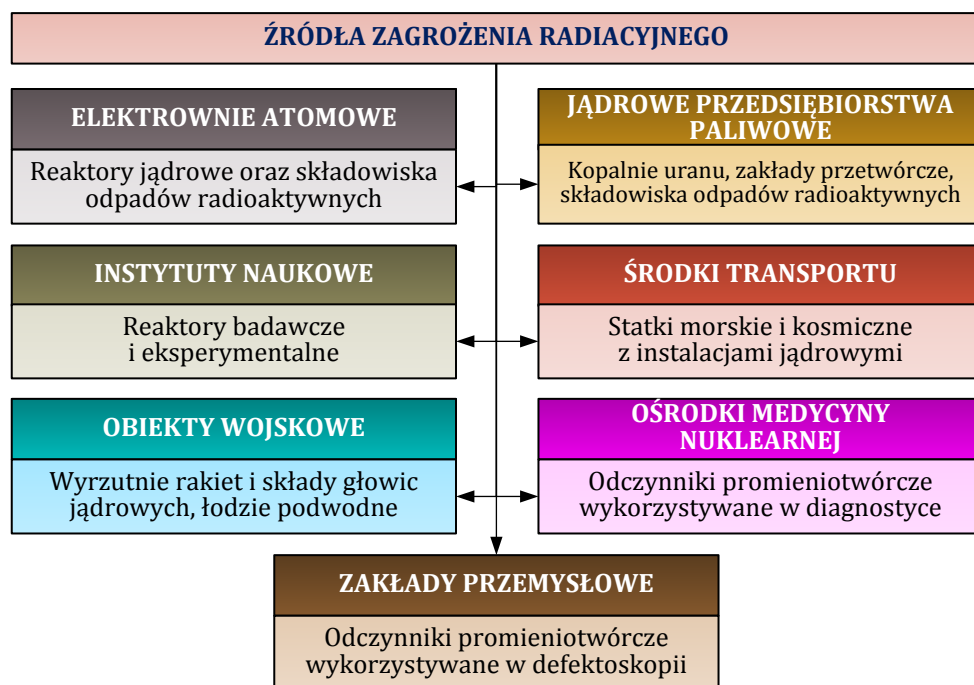 ŹRÓDŁA ZAGROŻENIA RADIACYJNEGO
ELEKTROWNIE ATOMOWE
Reaktory jądrowe oraz składowiska
odpadów radioaktywnych
JĄDROWE PRZEDSIĘBIORSTWA
PALIWOWE
Kopalnie uranu, zakłady przetwórcze,
składowiska odpadów radioaktywnych
INSTYTUTY NAUKOWE
Reaktory badawcze
i eksperymentalne
ŚRODKI TRANSPORTU
Statki morskie i kosmiczne
z instalacjami jądrowymi
OBIEKTY WOJSKOWE
Wyrzutnie rakiet i składy głowic
jądrowych, łodzie podwodne
OŚRODKI MEDYCYNY
NUKLEARNEJ
Odczynniki promieniotwórcze
wykorzystywane w diagnostyce
ZAKŁADY PRZEMYSŁOWE
Odczynniki promieniotwórcze
wykorzystywane w defektoskopii